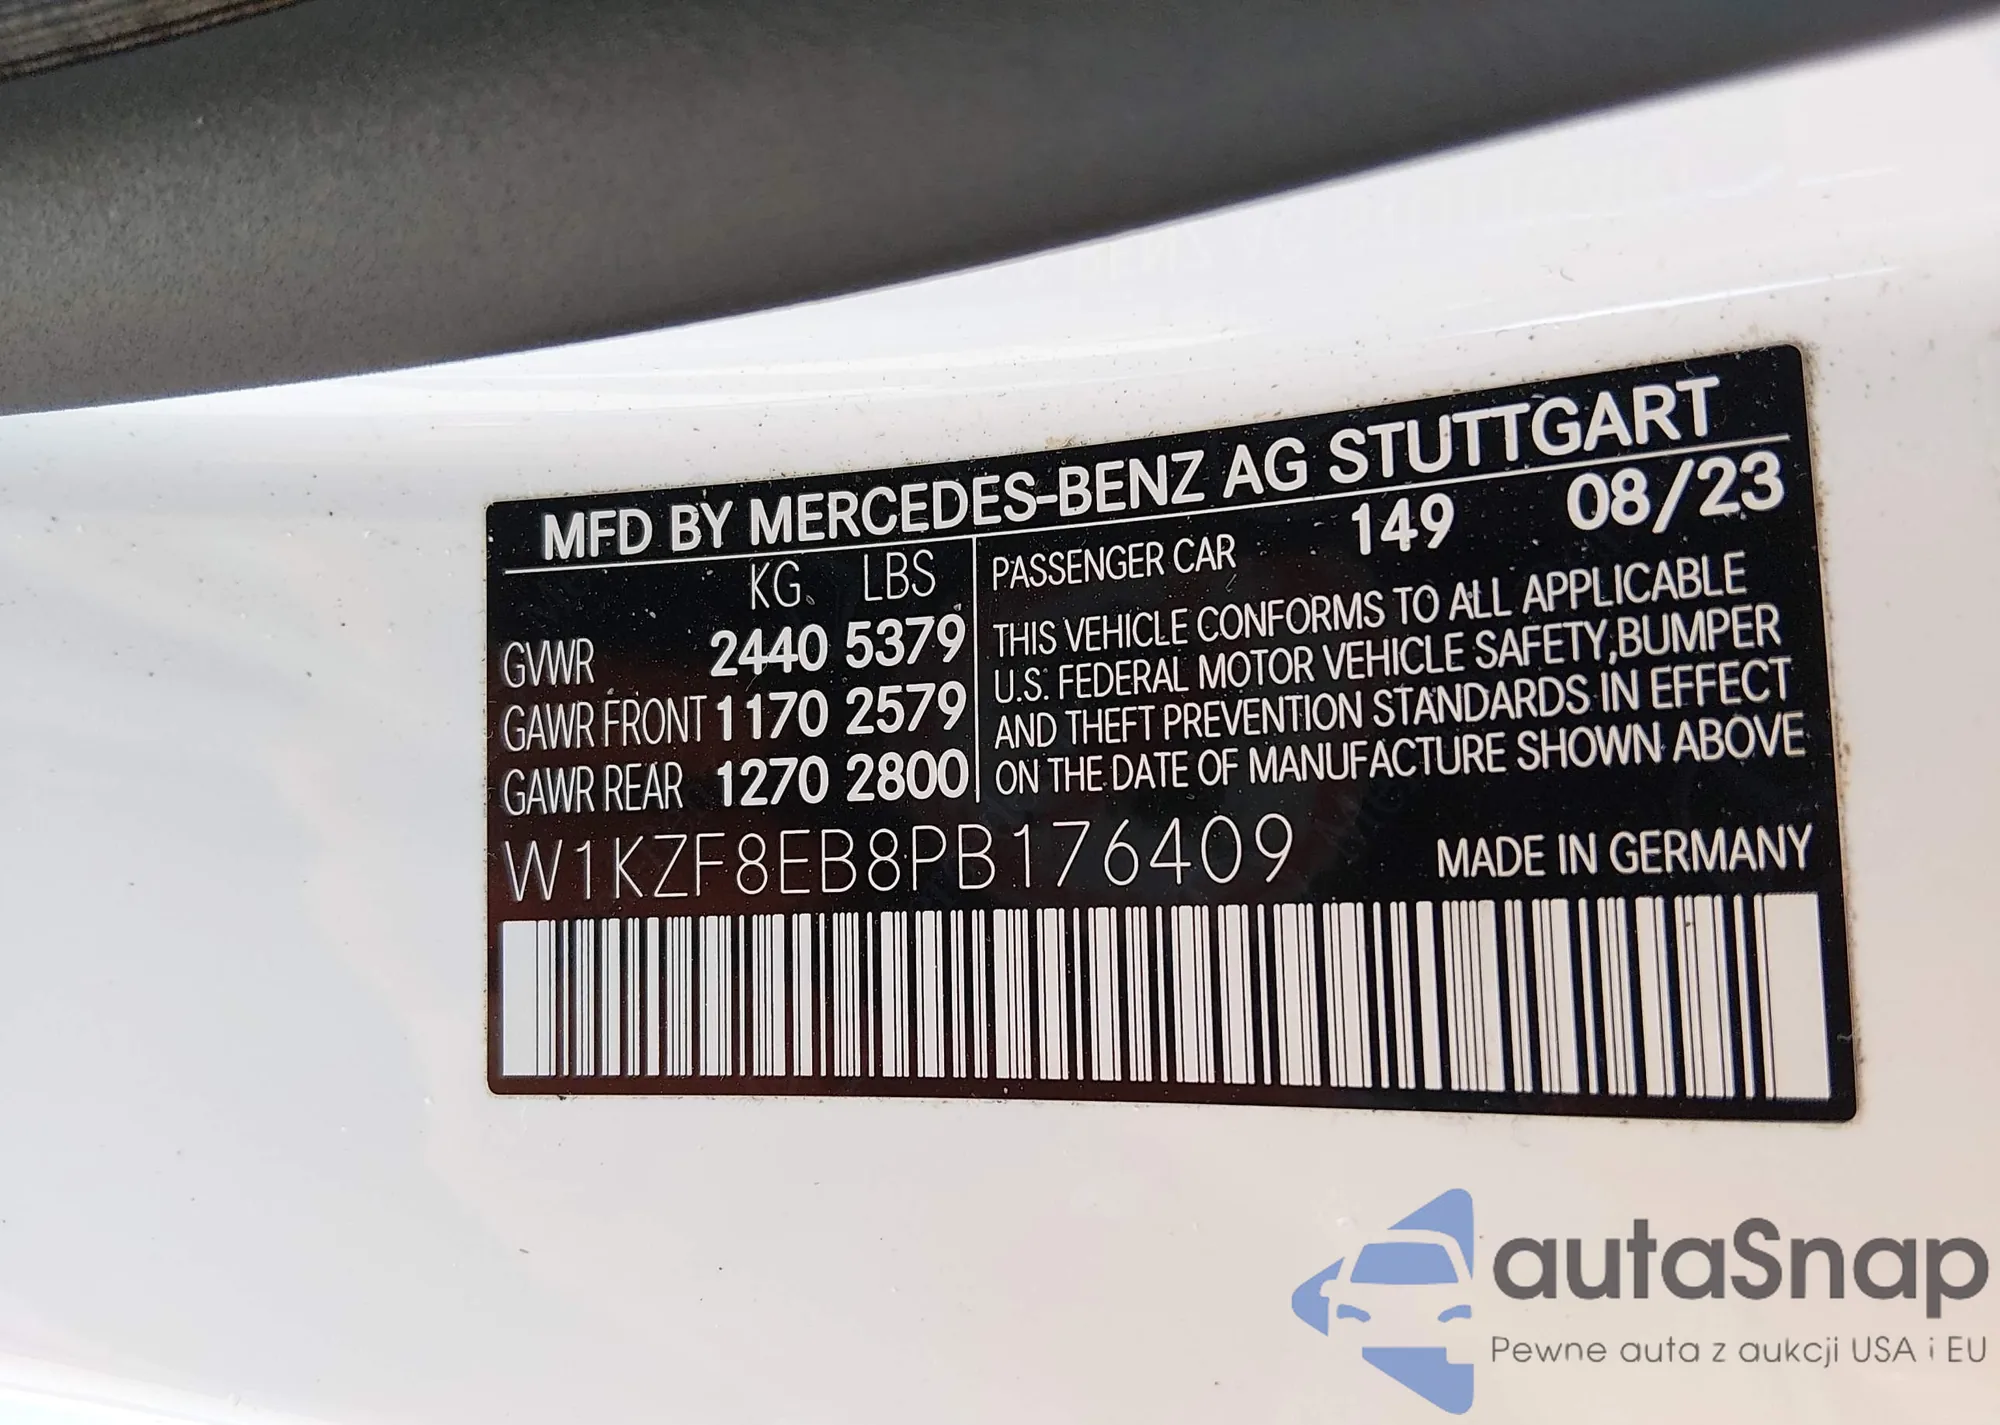 MFD BY MERCEDES-BENZ AG STUTTGART
KG LBS
GVWR 2440 5379
GAWR FRONT 1170 2579
GAWR REAR 1270 2800
PASSENGER CAR 149 08/23
THIS VEHICLE CONFORMS TO ALL APPLICABLE
U.S. FEDERAL MOTOR VEHICLE SAFETY,BUMPER
AND THEFT PREVENTION STANDARDS IN EFFECT
ON THE DATE OF MANUFACTURE SHOWN ABOVE
W1KZF8EB8PB176409 MADE IN GERMANY
autaSnap
Pewne auta z aukcji USA i EU